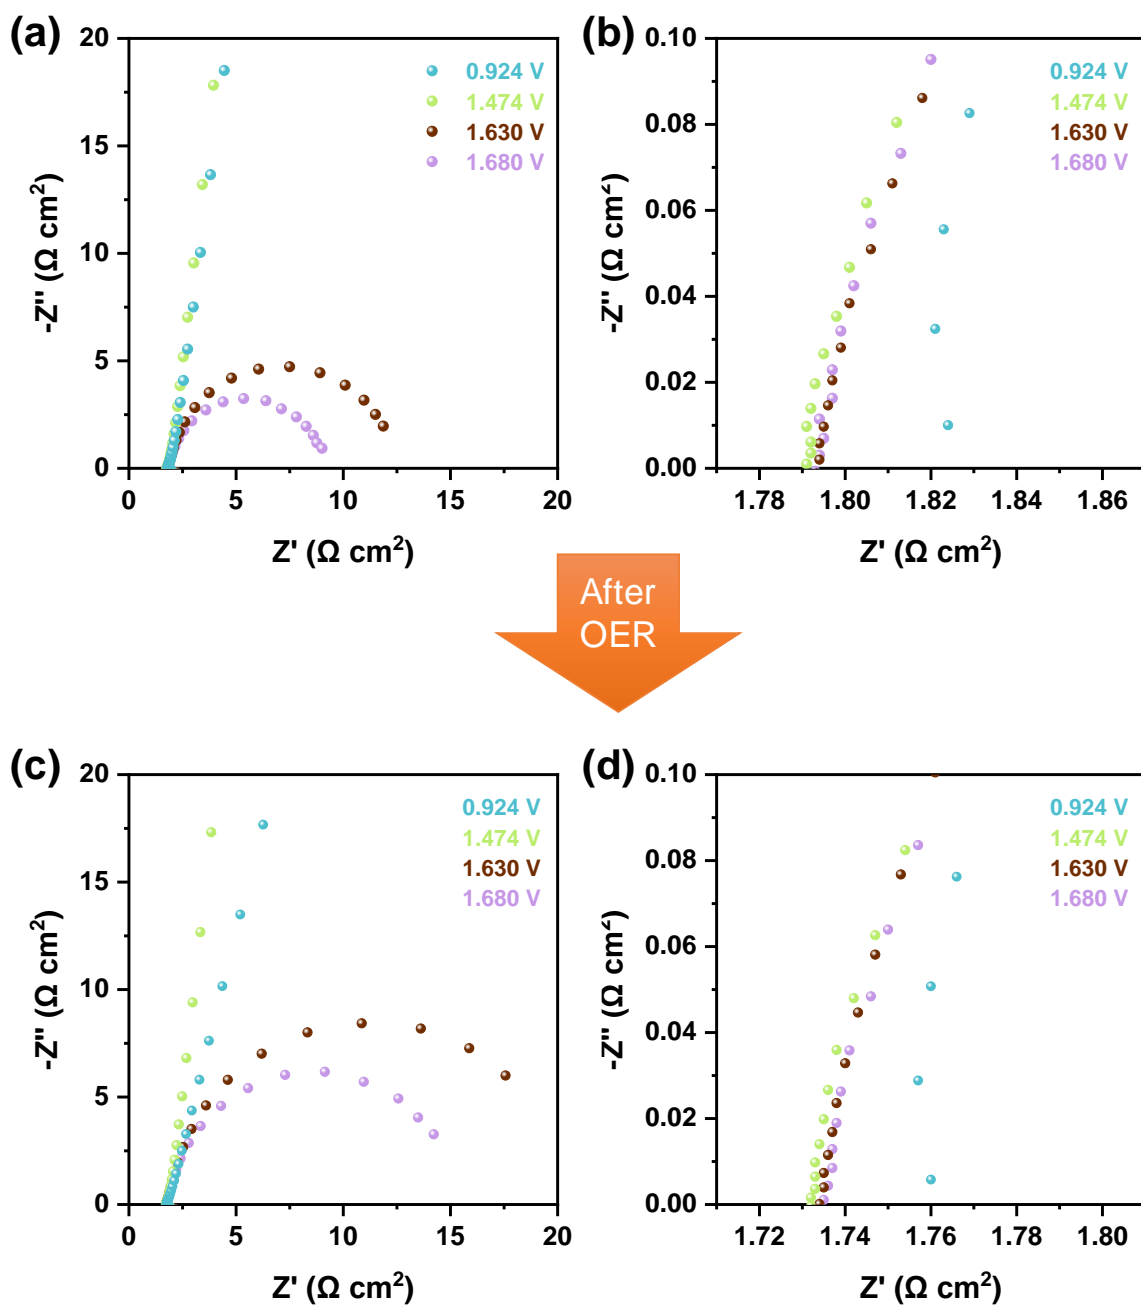 (a)
20
15
10
5
0
-Z'' (Ω cm²)
0.924 V
1.474 V
1.630 V
1.680 V
0 5 10 15 20
Z' (Ω cm²)
(b)
0.10
0.08
0.06
0.04
0.02
0.00
-Z'' (Ω cm²)
0.924 V
1.474 V
1.630 V
1.680 V
1.78 1.80 1.82 1.84 1.86
Z' (Ω cm²)
After
OER
(c)
20
15
10
5
0
-Z'' (Ω cm²)
0.924 V
1.474 V
1.630 V
1.680 V
0 5 10 15 20
Z' (Ω cm²)
(d)
0.10
0.08
0.06
0.04
0.02
0.00
-Z'' (Ω cm²)
0.924 V
1.474 V
1.630 V
1.680 V
1.72 1.74 1.76 1.78 1.80
Z' (Ω cm²)